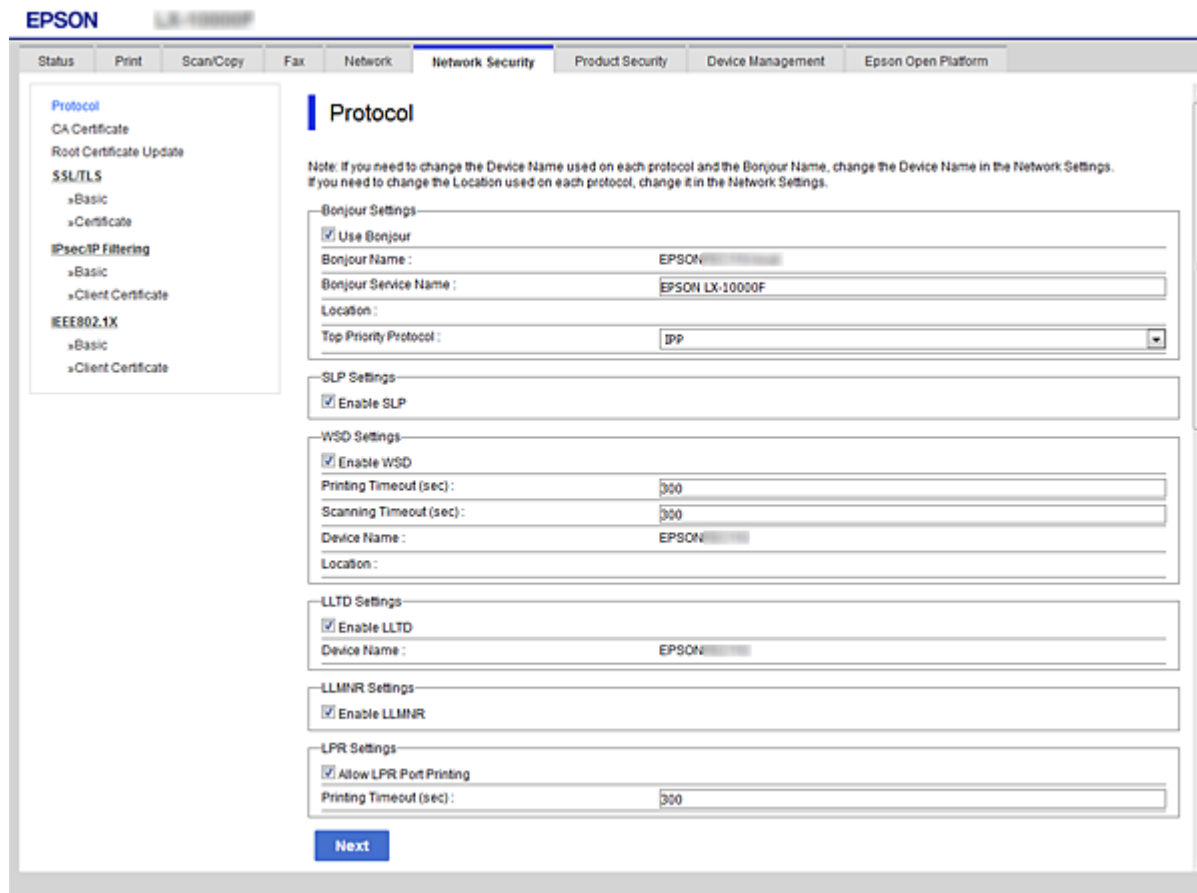 EPSON
Status Print Scan/Copy Fax Network Network Security Product Security Device Management Epson Open Platform
Protocol
CA Certificate
Root Certificate Update
SSL/TLS
»Basic
»Certificate
IPsec/IP Filtering
»Basic
»Client Certificate
IEEE802.1X
»Basic
»Client Certificate
Protocol
Note: If you need to change the Device Name used on each protocol and the Bonjour Name, change the Device Name in the Network Settings.
If you need to change the Location used on each protocol, change it in the Network Settings.
Bonjour Settings
Use Bonjour
Bonjour Name : EPSON
Bonjour Service Name : EPSON LX-10000F
Location :
Top Priority Protocol : IPP
SLP Settings
Enable SLP
WSD Settings
Enable WSD
Printing Timeout (sec) : 300
Scanning Timeout (sec) : 300
Device Name : EPSON
Location :
LLTD Settings
Enable LLTD
Device Name : EPSON
LLMNR Settings
Enable LLMNR
LPR Settings
Allow LPR Port Printing
Printing Timeout (sec) : 300
Next